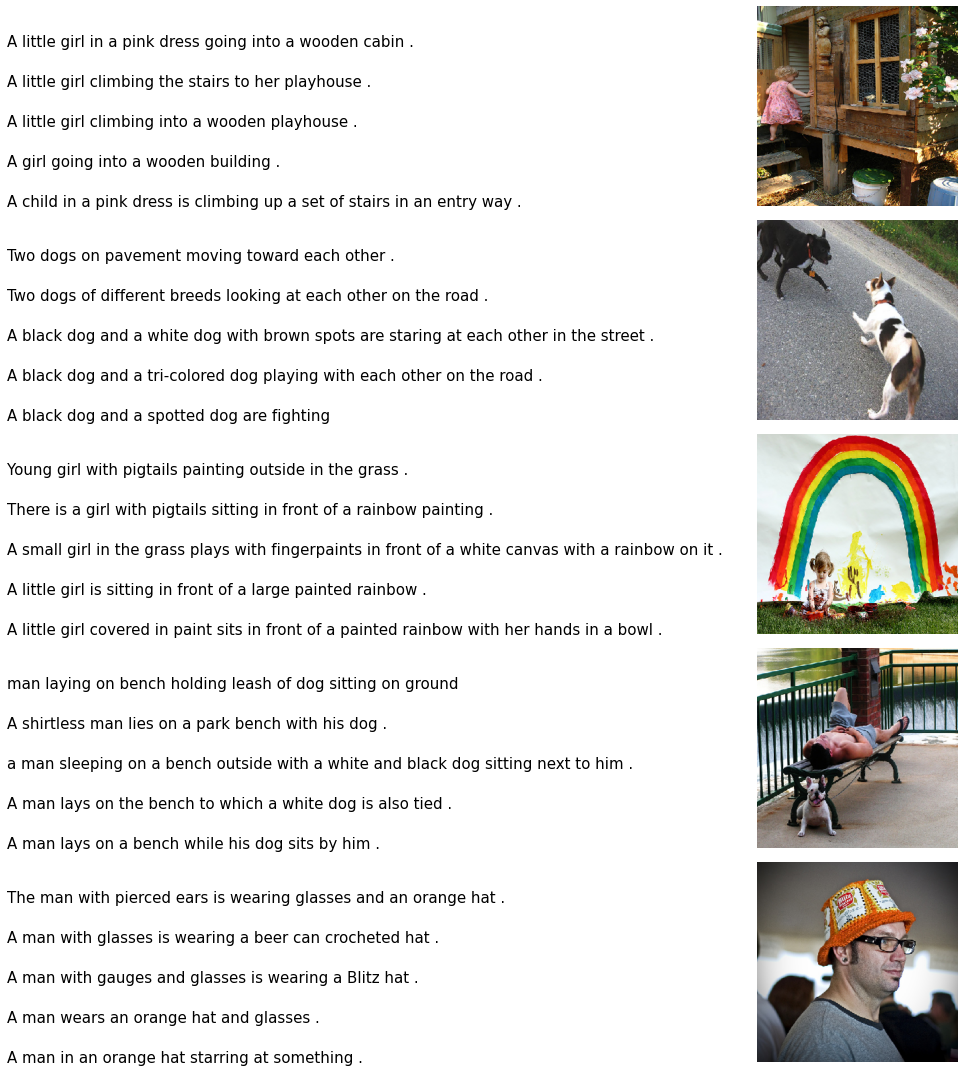 A little girl in a pink dress going into a wooden cabin .
A little girl climbing the stairs to her playhouse .
A little girl climbing into a wooden playhouse .
A girl going into a wooden building .
A child in a pink dress is climbing up a set of stairs in an entry way .
Two dogs on pavement moving toward each other .
Two dogs of different breeds looking at each other on the road .
A black dog and a white dog with brown spots are staring at each other in the street .
A black dog and a tri-colored dog playing with each other on the road .
A black dog and a spotted dog are fighting
Young girl with pigtails painting outside in the grass .
There is a girl with pigtails sitting in front of a rainbow painting .
A small girl in the grass plays with fingerpaints in front of a white canvas with a rainbow on it .
A little girl is sitting in front of a large painted rainbow .
A little girl covered in paint sits in front of a painted rainbow with her hands in a bowl .
man laying on bench holding leash of dog sitting on ground
A shirtless man lies on a park bench with his dog .
a man sleeping on a bench outside with a white and black dog sitting next to him .
A man lays on the bench to which a white dog is also tied .
A man lays on a bench while his dog sits by him .
The man with pierced ears is wearing glasses and an orange hat .
A man with glasses is wearing a beer can crocheted hat .
A man with gauges and glasses is wearing a Blitz hat .
A man wears an orange hat and glasses .
A man in an orange hat starring at something .